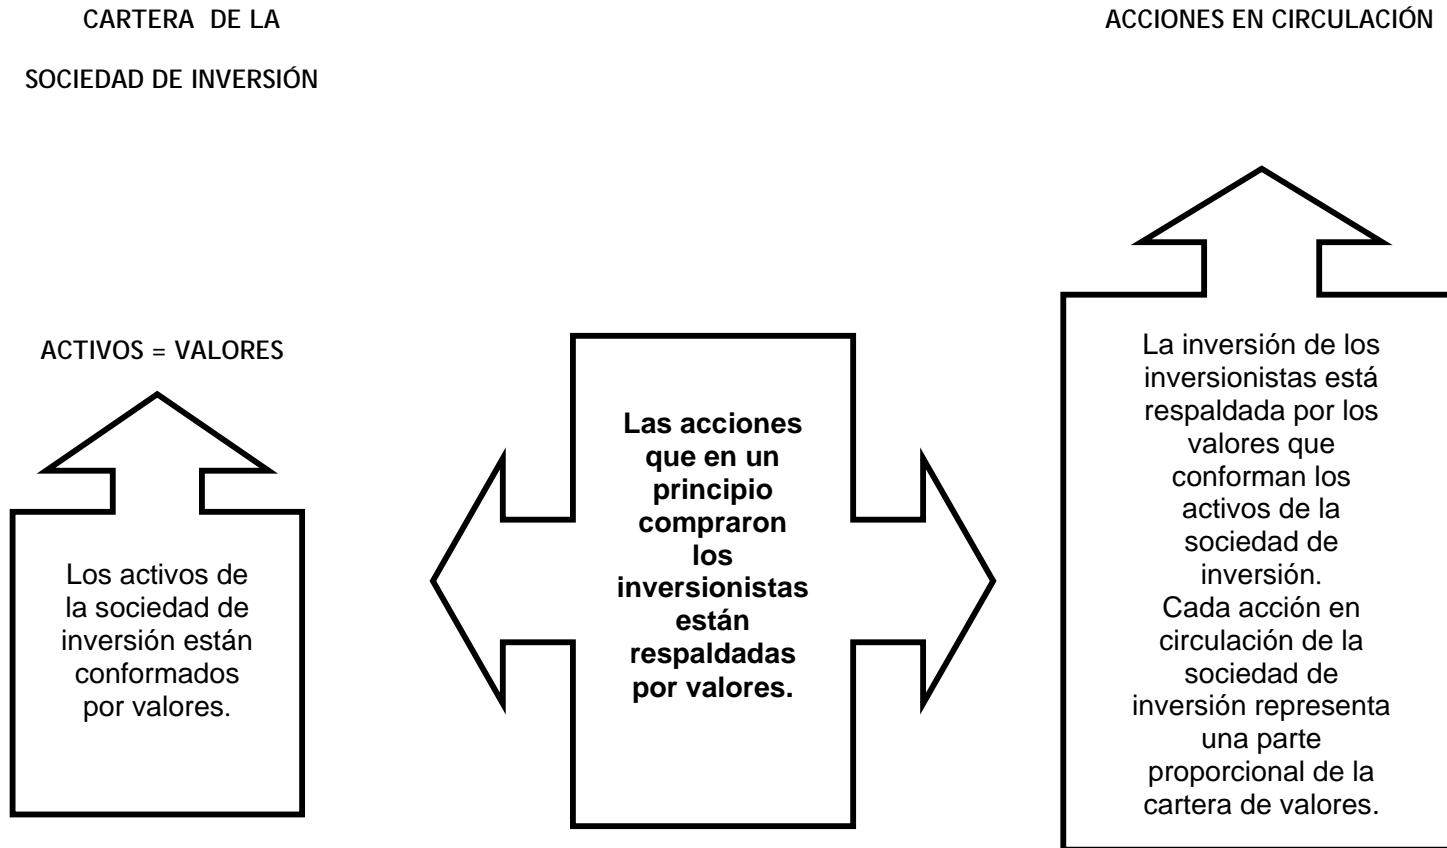 CARTERA DE LA
SOCIEDAD DE INVERSIÓN
ACTIVOS = VALORES
Los activos de
la sociedad de
inversión están
conformados
por valores.
Las acciones
que en un
principio
compraron
los
inversionistas
están
respaldadas
por valores.
ACCIONES EN CIRCULACIÓN
La inversión de los
inversionistas está
respaldada por los
valores que
conforman los
activos de la
sociedad de
inversión.
Cada acción en
circulación de la
sociedad de
inversión representa
una parte
proporcional de la
cartera de valores.